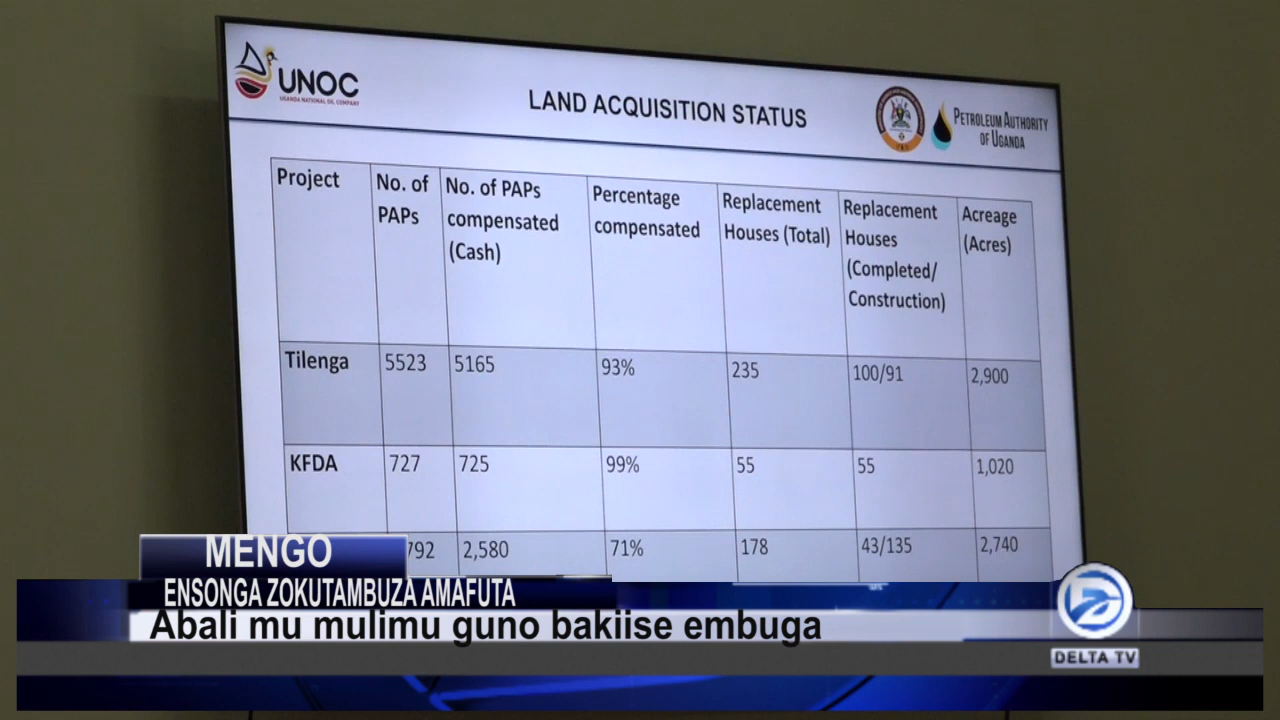 UNOC
UGANDA NATIONAL OIL COMPANY
LAND ACQUISITION STATUS
PETROLEUM AUTHORITY
OF UGANDA
Project
No. of
PAPs
No. of PAPs
compensated
(Cash)
Percentage
compensated
Replacement
Houses (Total)
Replacement
Houses
(Completed/
Construction)
Acreage
(Acres)
Tilenga 5523 5165 93% 235 100/91 2,900
KFDA 727 725 99% 55 55 1,020
792 2,580 71% 178 43/135 2,740
MENGO
ENSONGA ZOKUTAMBUZA AMAFUTA
Abali mu mulimu guno bakiise embuga
DELTA TV